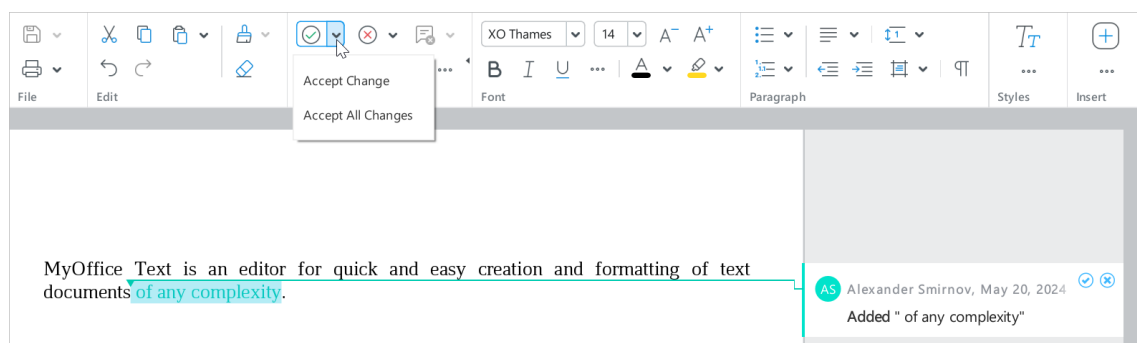 XO Thames
14
A⁻ A⁺
B I U
A
File
Edit
Font
Paragraph
Styles
Insert
Accept Change
Accept All Changes
MyOffice Text is an editor for quick and easy creation and formatting of text
documents of any complexity.
AS Alexander Smirnov, May 20, 2024
Added " of any complexity"